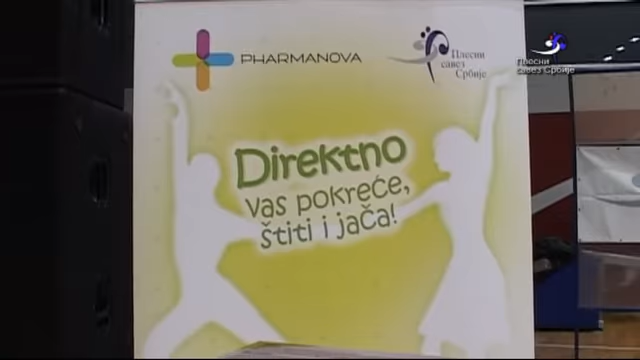 PHARMANOVA
Плесни
савез
Србије
Плесни
савез Србије
Direktno
vas pokreće,
štiti i jača!